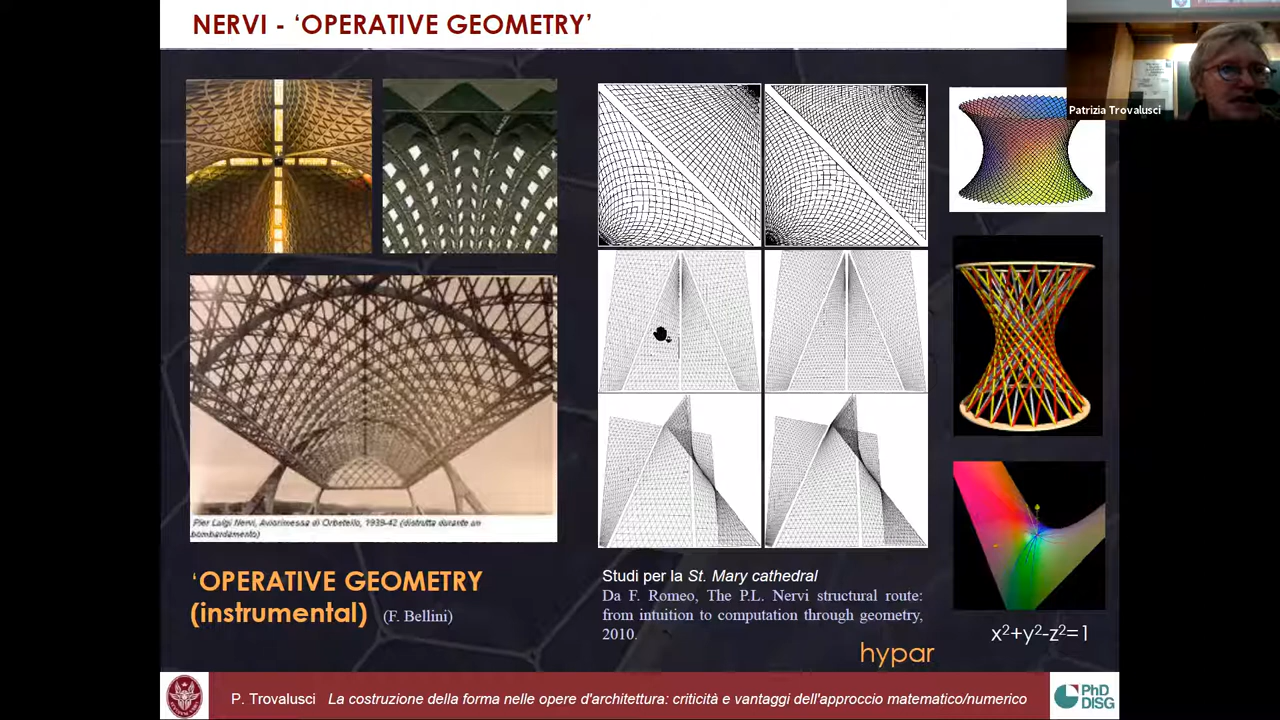 NERVI - ‘OPERATIVE GEOMETRY’
Patrizia Trovalusci
Pier Luigi Nervi, Aviorimessa di Orbetello, 1939-42 (distrutta durante un
bombardamento)
‘OPERATIVE GEOMETRY
(instrumental) (F. Bellini)
Studi per la St. Mary cathedral
Da F. Romeo, The P.L. Nervi structural route:
from intuition to computation through geometry,
2010.
hypar
x²+y²-z²=1
P. Trovalusci La costruzione della forma nelle opere d'architettura: criticità e vantaggi dell'approccio matematico/numerico
PhD
DISG